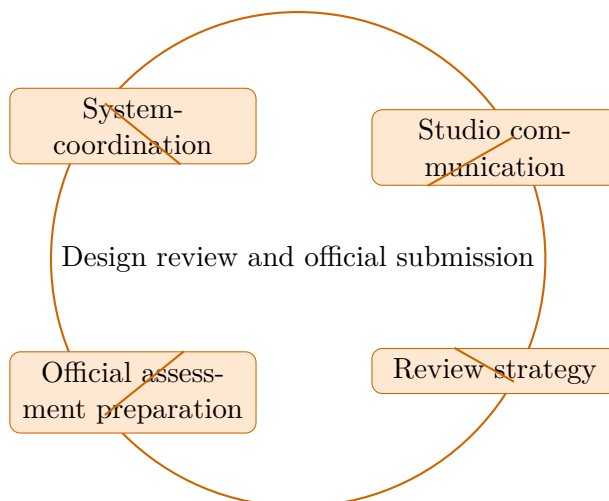 System-
coordination
Studio com-
munication
Design review and official submission
Official assess-
ment preparation
Review strategy